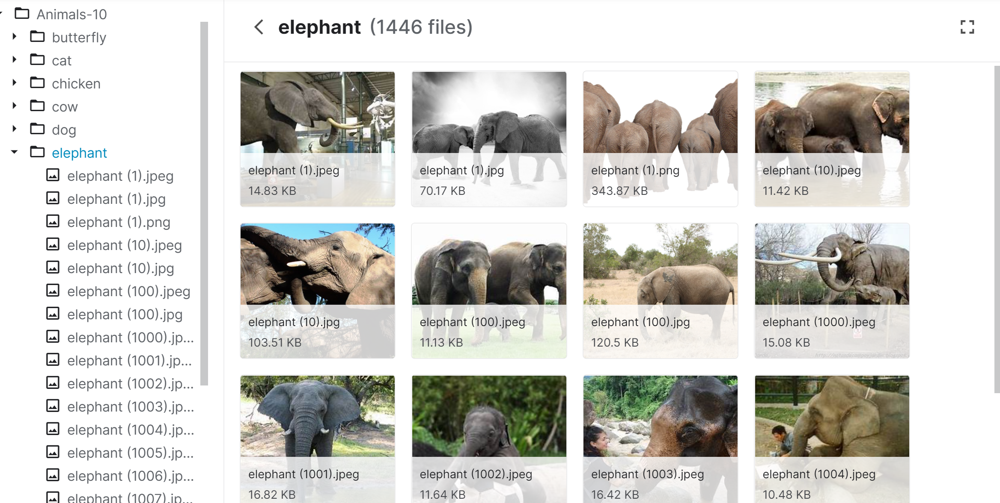 Animals-10
butterfly
cat
chicken
cow
dog
elephant
elephant (1).jpeg
elephant (1).jpg
elephant (1).png
elephant (10).jpeg
elephant (10).jpg
elephant (100).jpeg
elephant (100).jpg
elephant (1000).jp...
elephant (1001).jp...
elephant (1002).jp...
elephant (1003).jp...
elephant (1004).jp...
elephant (1005).jp...
elephant (1006).jp...
elephant (1007).jp...
elephant (1446 files)
elephant (1).jpeg
14.83 KB
elephant (1).jpg
70.17 KB
elephant (1).png
343.87 KB
elephant (10).jpeg
11.42 KB
elephant (10).jpg
103.51 KB
elephant (100).jpeg
11.13 KB
elephant (100).jpg
120.5 KB
elephant (1000).jpeg
15.08 KB
elephant (1001).jpeg
16.82 KB
elephant (1002).jpeg
11.64 KB
elephant (1003).jpeg
16.42 KB
elephant (1004).jpeg
10.48 KB